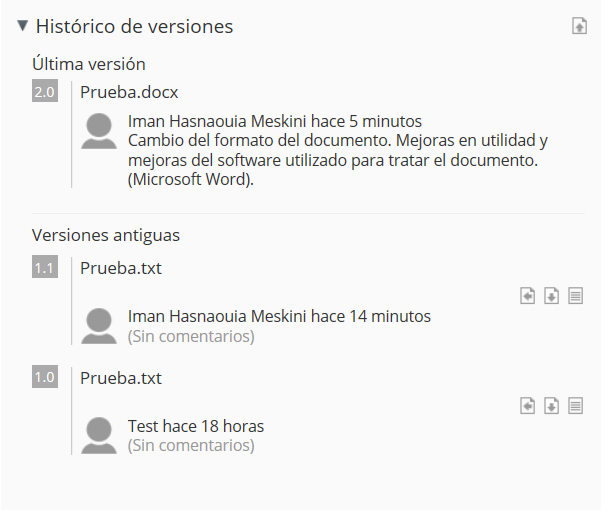 Histórico de versiones
Última versión
2.0
Prueba.docx
Iman Hasnaouia Meskini hace 5 minutos
Cambio del formato del documento. Mejoras en utilidad y
mejoras del software utilizado para tratar el documento.
(Microsoft Word).
Versiones antiguas
1.1
Prueba.txt
Iman Hasnaouia Meskini hace 14 minutos
(Sin comentarios)
1.0
Prueba.txt
Test hace 18 horas
(Sin comentarios)